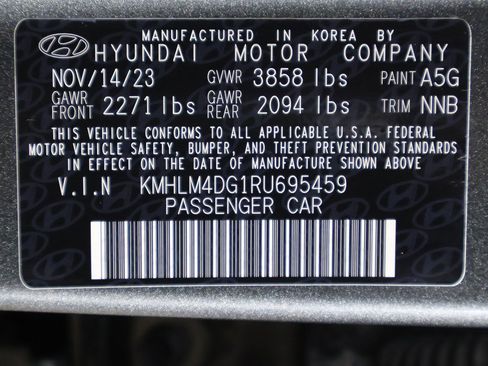 MANUFACTURED IN KOREA BY
HYUNDAI MOTOR COMPANY
NOV/14/23 GVWR 3858 lbs PAINT A5G
GAWR FRONT 2271 lbs GAWR REAR 2094 lbs TRIM NNB
THIS VEHICLE CONFORMS TO ALL APPLICABLE U.S.A. FEDERAL
MOTOR VEHICLE SAFETY, BUMPER, AND THEFT PREVENTION STANDARDS
IN EFFECT ON THE DATE OF MANUFACTURE SHOWN ABOVE.
V.I.N KMHLM4DG1RU695459
PASSENGER CAR